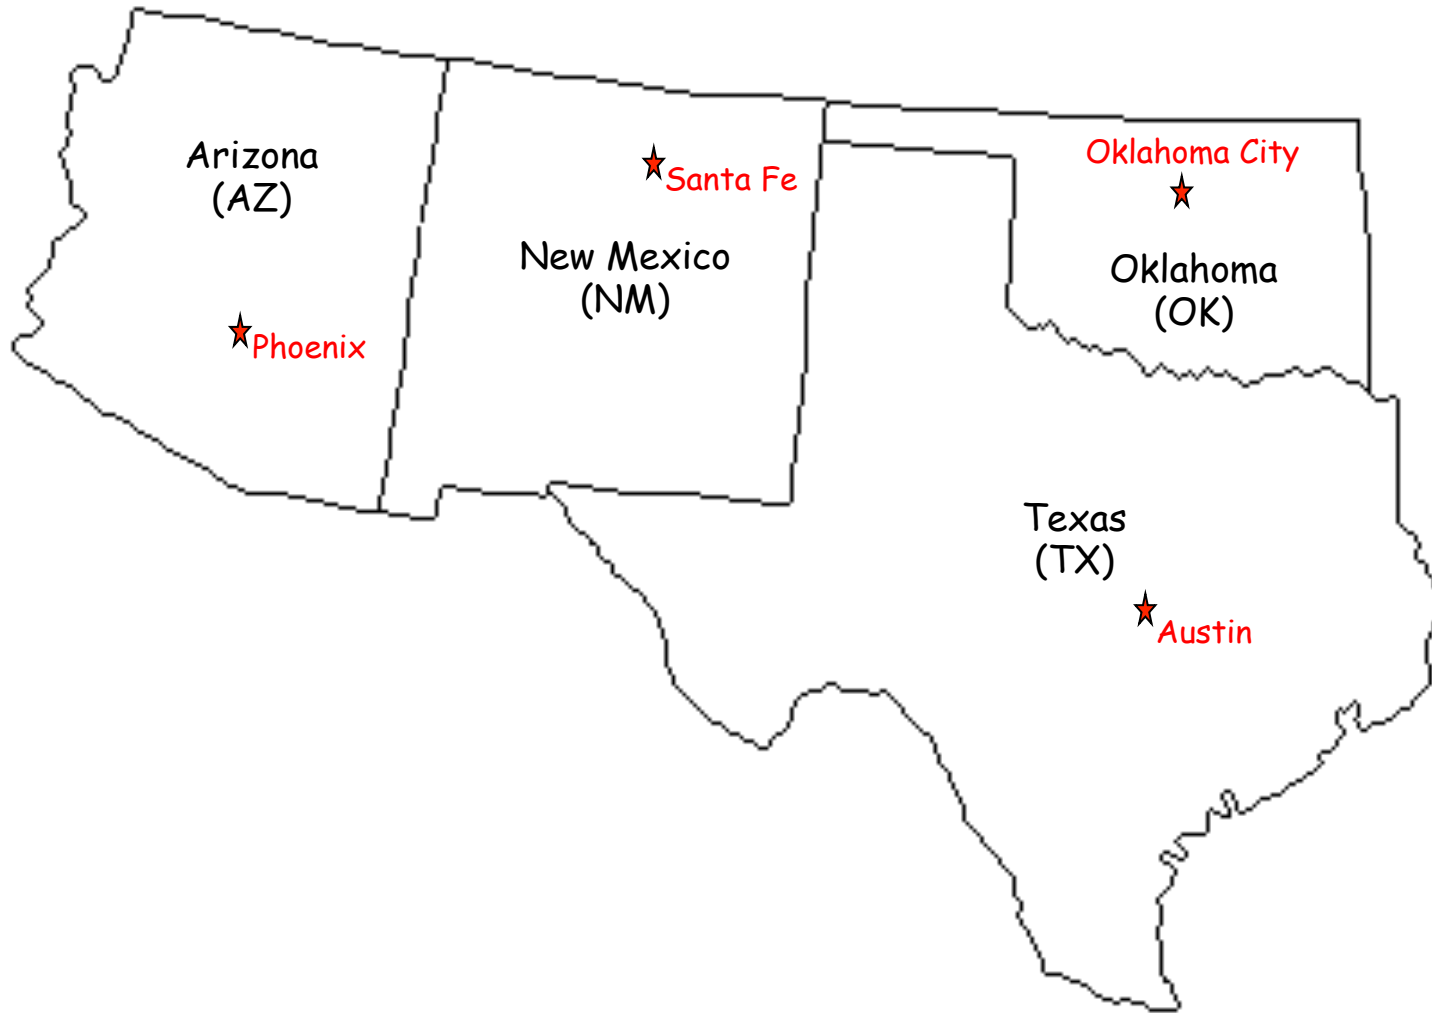 Arizona
(AZ)
Phoenix
Santa Fe
New Mexico
(NM)
Oklahoma City
Oklahoma
(OK)
Texas
(TX)
Austin